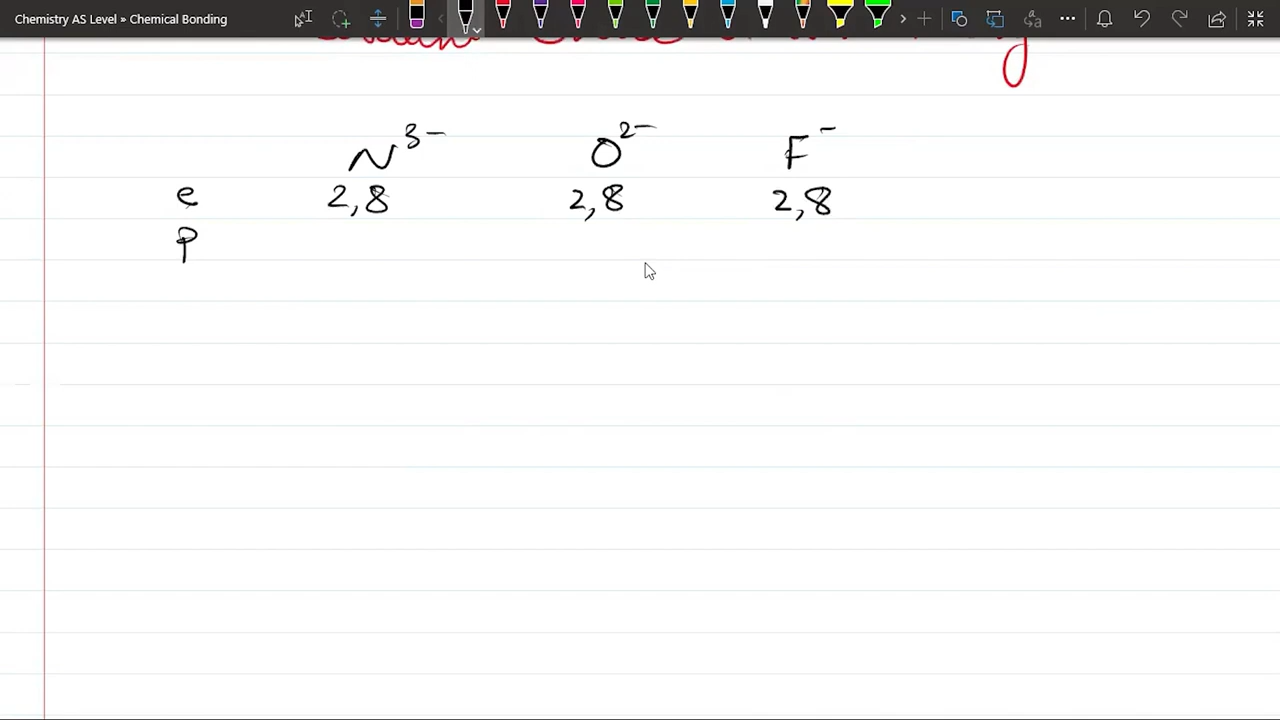 Chemistry AS Level » Chemical Bonding
N³⁻ O²⁻ F⁻
e 2,8 2,8 2,8
p